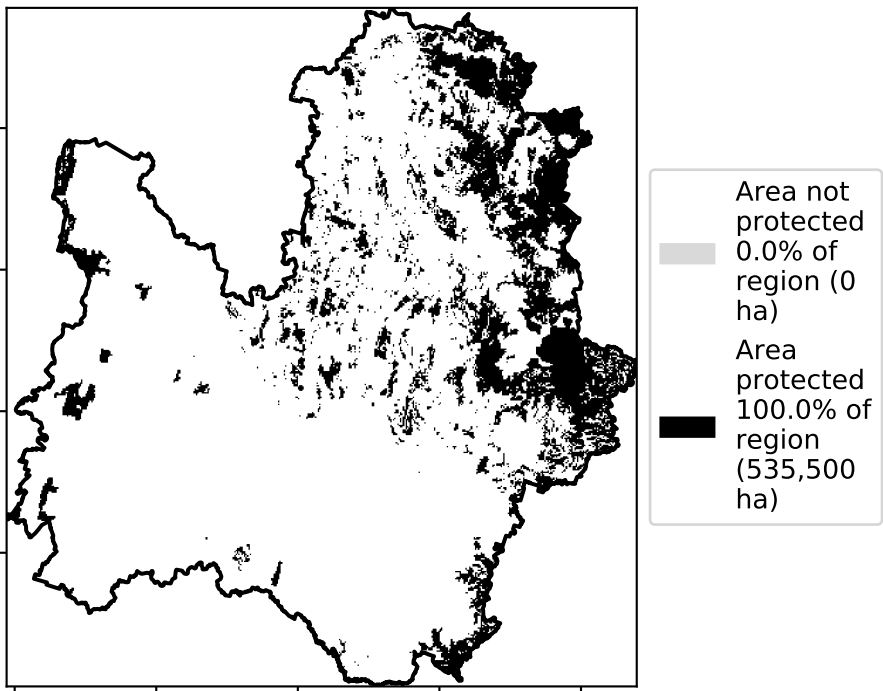 Area not
protected
0.0% of
region (0
ha)
Area
protected
100.0% of
region
(535,500
ha)